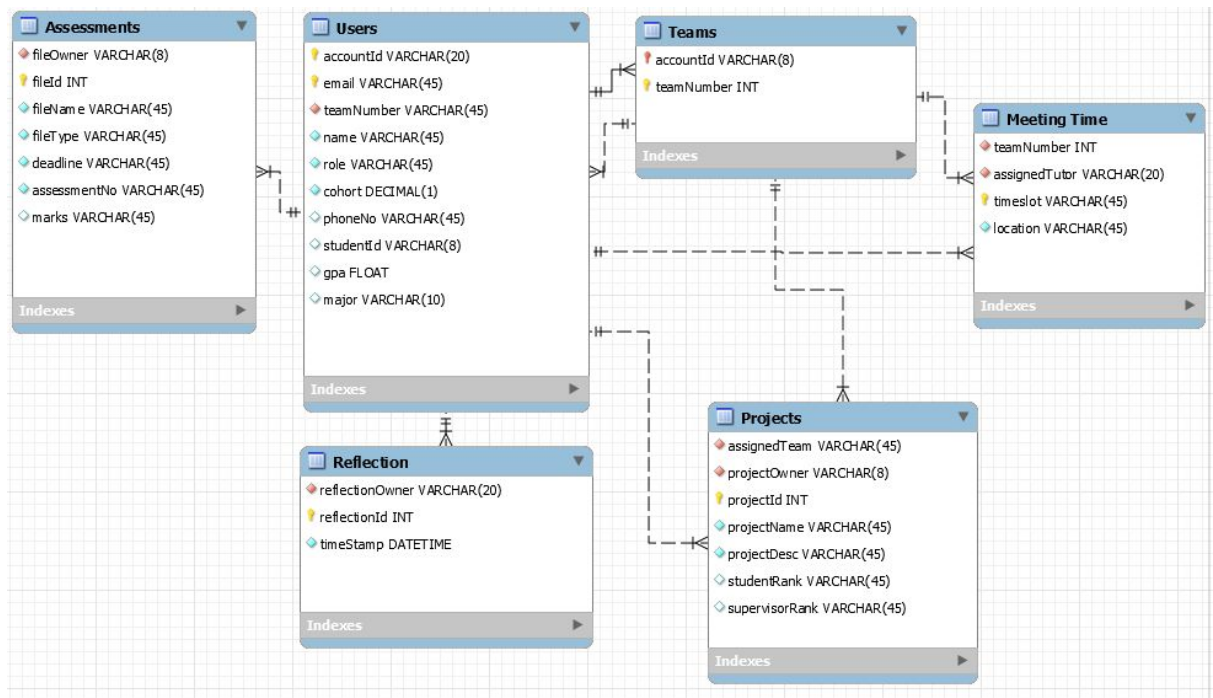 Assessments
fileOwner VARCHAR(8)
fileId INT
fileName VARCHAR(45)
fileType VARCHAR(45)
deadline VARCHAR(45)
assessmentNo VARCHAR(45)
marks VARCHAR(45)
Indexes
Users
accountId VARCHAR(20)
email VARCHAR(45)
teamNumber VARCHAR(45)
name VARCHAR(45)
role VARCHAR(45)
cohort DECIMAL(1)
phoneNo VARCHAR(45)
studentId VARCHAR(8)
gpa FLOAT
major VARCHAR(10)
Indexes
Teams
accountId VARCHAR(8)
teamNumber INT
Indexes
Meeting Time
teamNumber INT
assignedTutor VARCHAR(20)
timeslot VARCHAR(45)
location VARCHAR(45)
Indexes
Reflection
reflectionOwner VARCHAR(20)
reflectionId INT
timeStamp DATETIME
Indexes
Projects
assignedTeam VARCHAR(45)
projectOwner VARCHAR(8)
projectId INT
projectName VARCHAR(45)
projectDesc VARCHAR(45)
studentRank VARCHAR(45)
supervisorRank VARCHAR(45)
Indexes